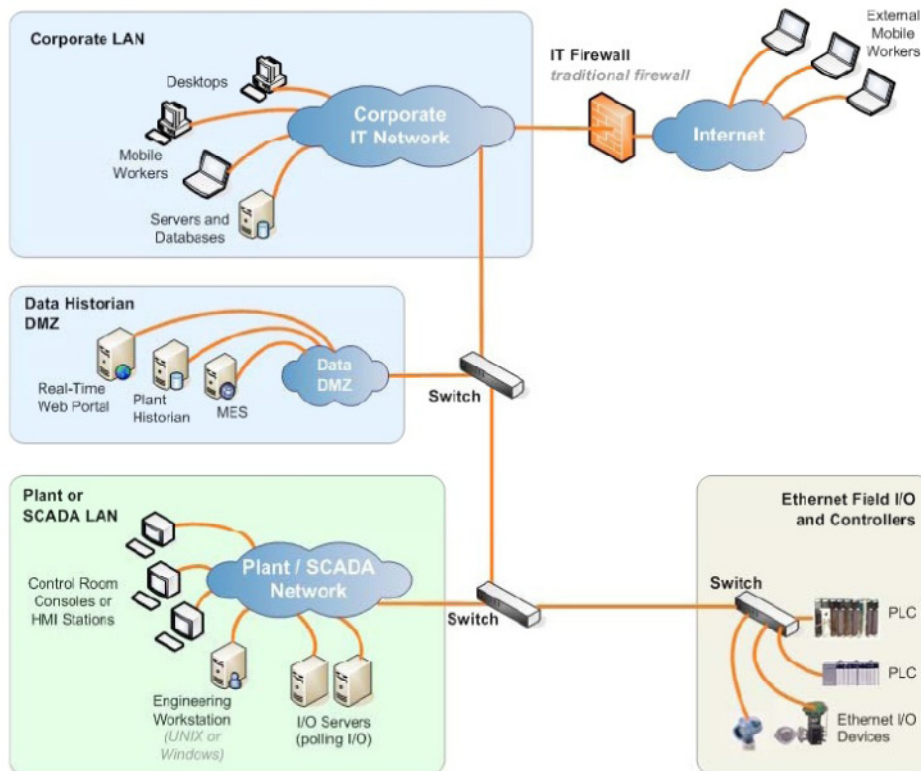 Corporate LAN
Desktops
Mobile
Workers
Servers and
Databases
Corporate
IT Network
IT Firewall
traditional firewall
Internet
External
Mobile
Workers
Data Historian
DMZ
Real-Time
Web Portal
Plant
Historian
MES
Data
DMZ
Switch
Plant or
SCADA LAN
Control Room
Consoles or
HMI Stations
Plant / SCADA
Network
Engineering
Workstation
(UNIX or
Windows)
I/O Servers
(polling I/O)
Switch
Ethernet Field I/O
and Controllers
Switch
PLC
PLC
Ethernet I/O
Devices